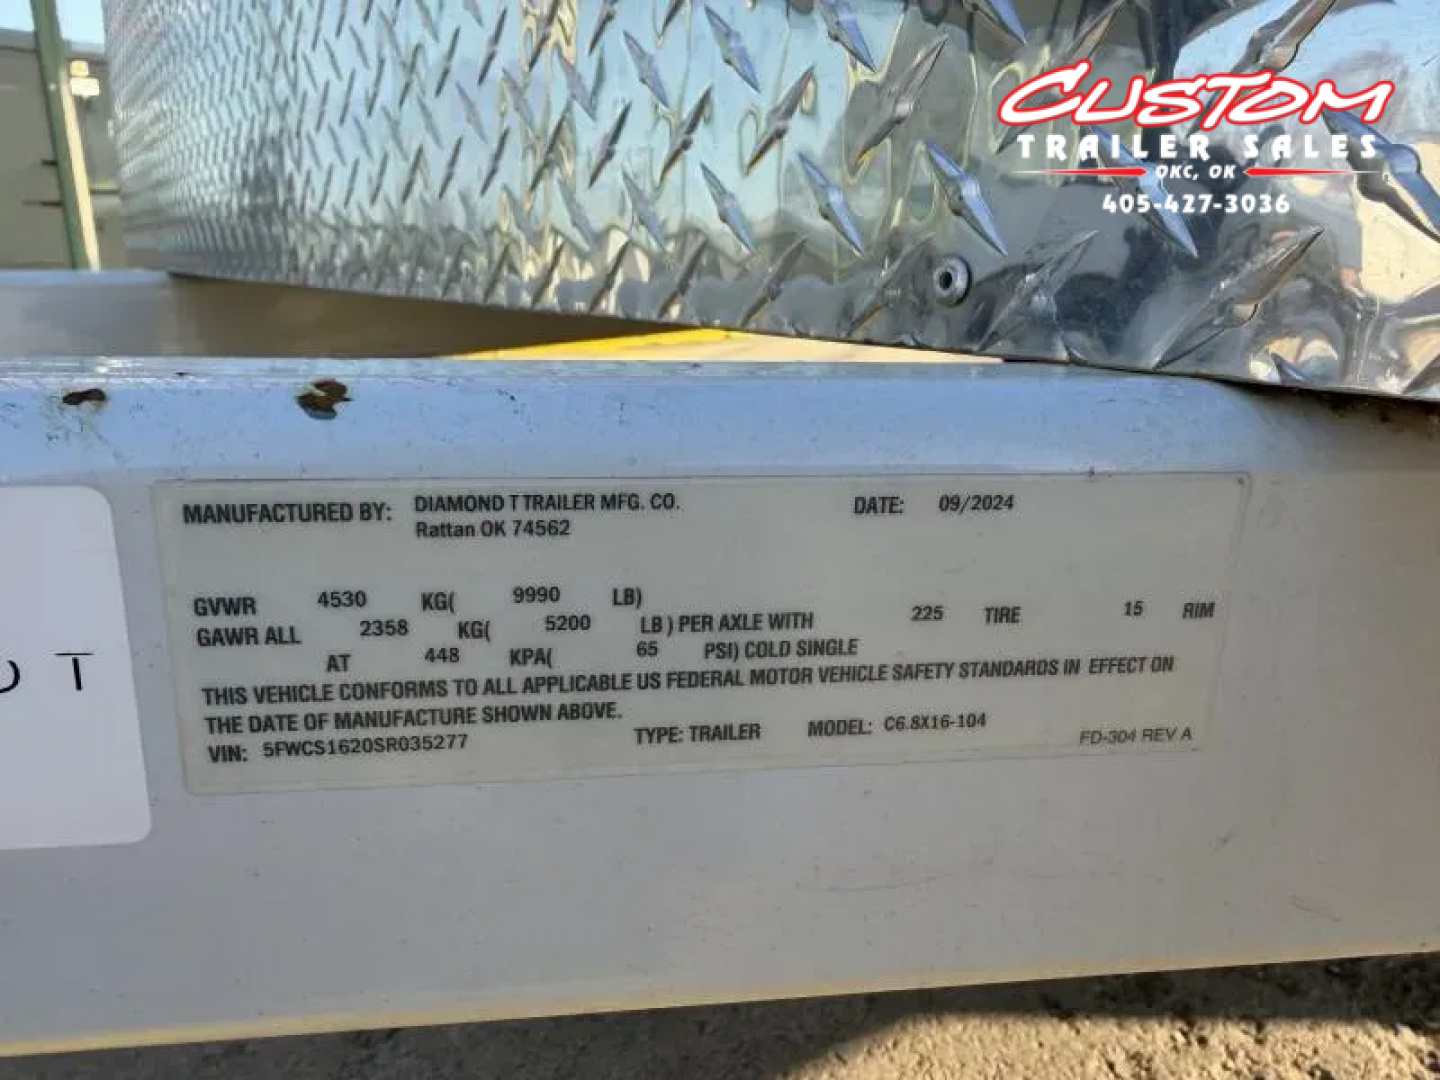 CUSTOM
TRAILER SALES
OKC, OK
405-427-3036
MANUFACTURED BY: DIAMOND T TRAILER MFG. CO. DATE: 09/2024
Rattan OK 74562
GVWR 4530 KG( 9990 LB)
GAWR ALL 2358 KG( 5200 LB ) PER AXLE WITH 225 TIRE 15 RIM
AT 448 KPA( 65 PSI) COLD SINGLE
THIS VEHICLE CONFORMS TO ALL APPLICABLE US FEDERAL MOTOR VEHICLE SAFETY STANDARDS IN EFFECT ON
THE DATE OF MANUFACTURE SHOWN ABOVE.
VIN: 5FWCS1620SR035277 TYPE: TRAILER MODEL: C6.8X16-104
FD-304 REV A